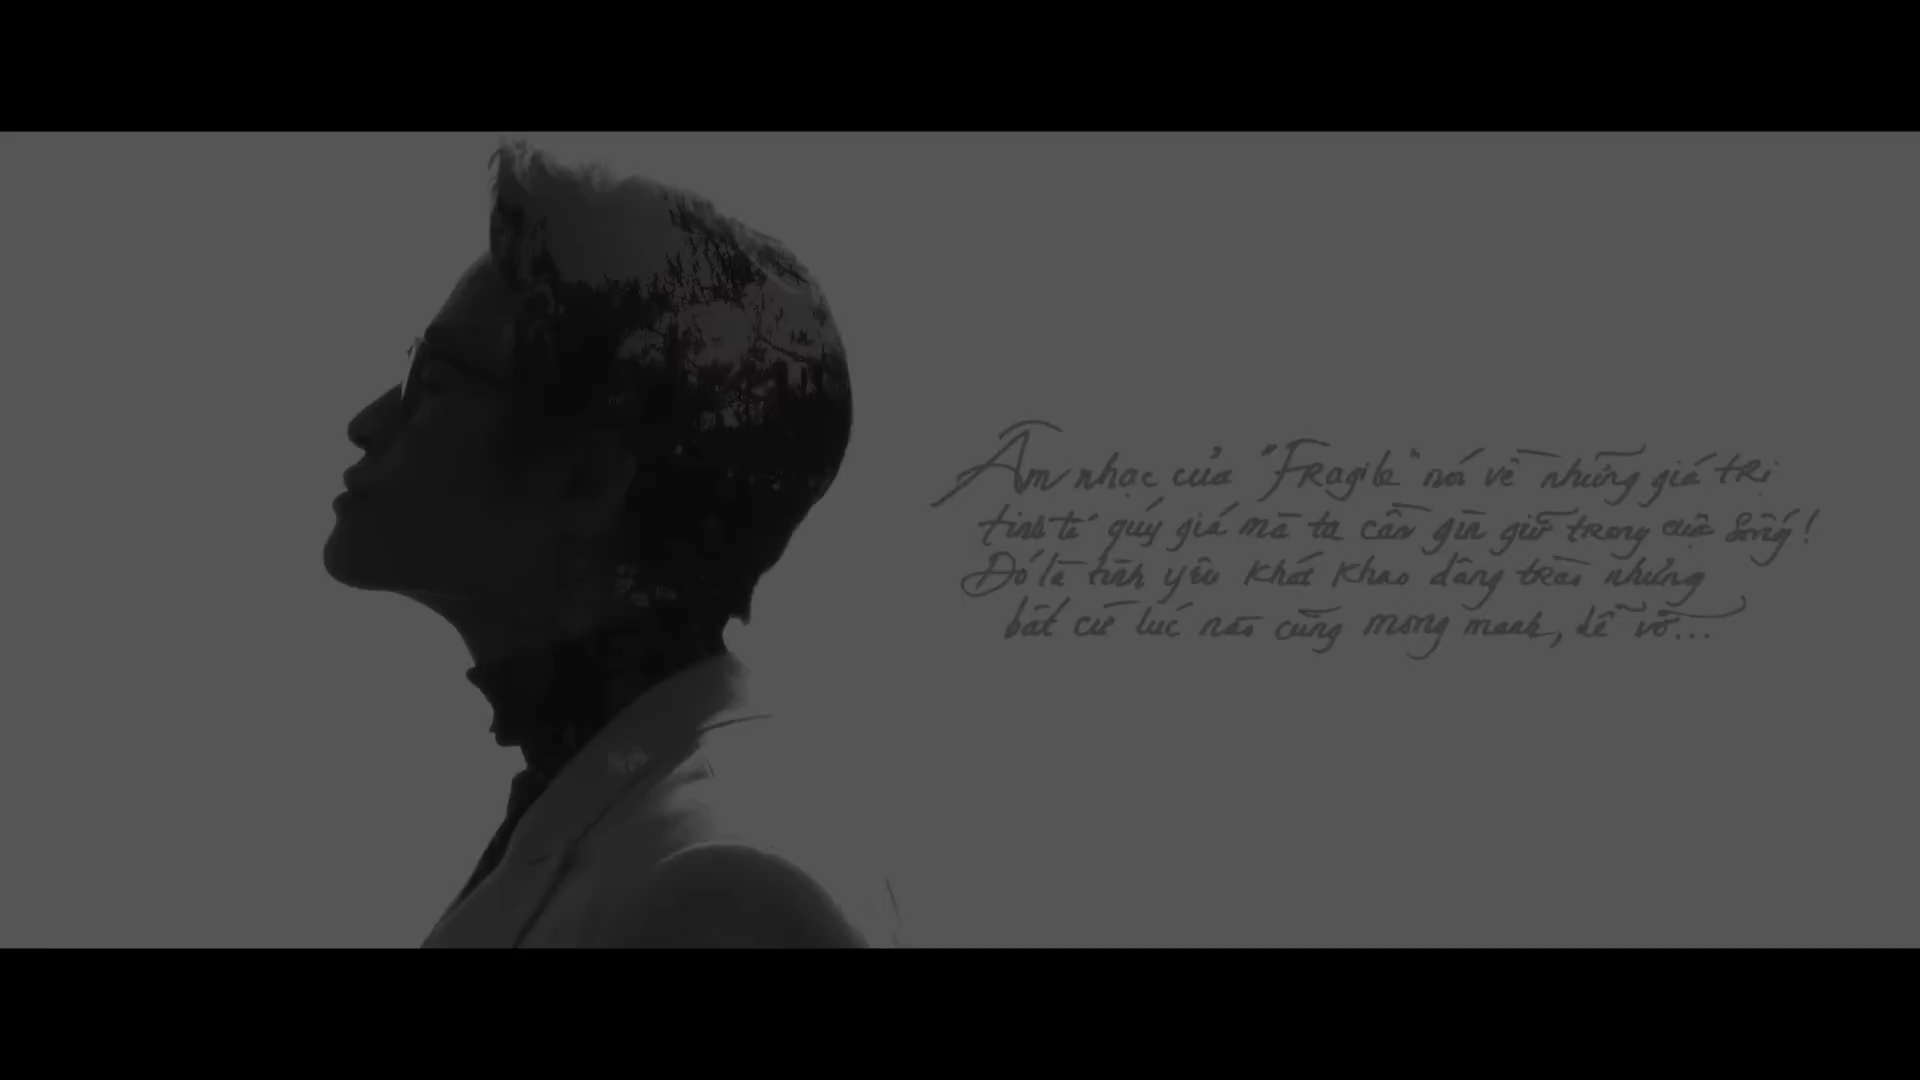 Âm nhạc của "Fragile" nói về những giá trị
tinh tế quý giá mà ta cần gìn giữ trong cuộc sống!
Đó là tình yêu khát khao dâng trào nhưng
bất cứ lúc nào cũng mong manh, dễ vỡ...